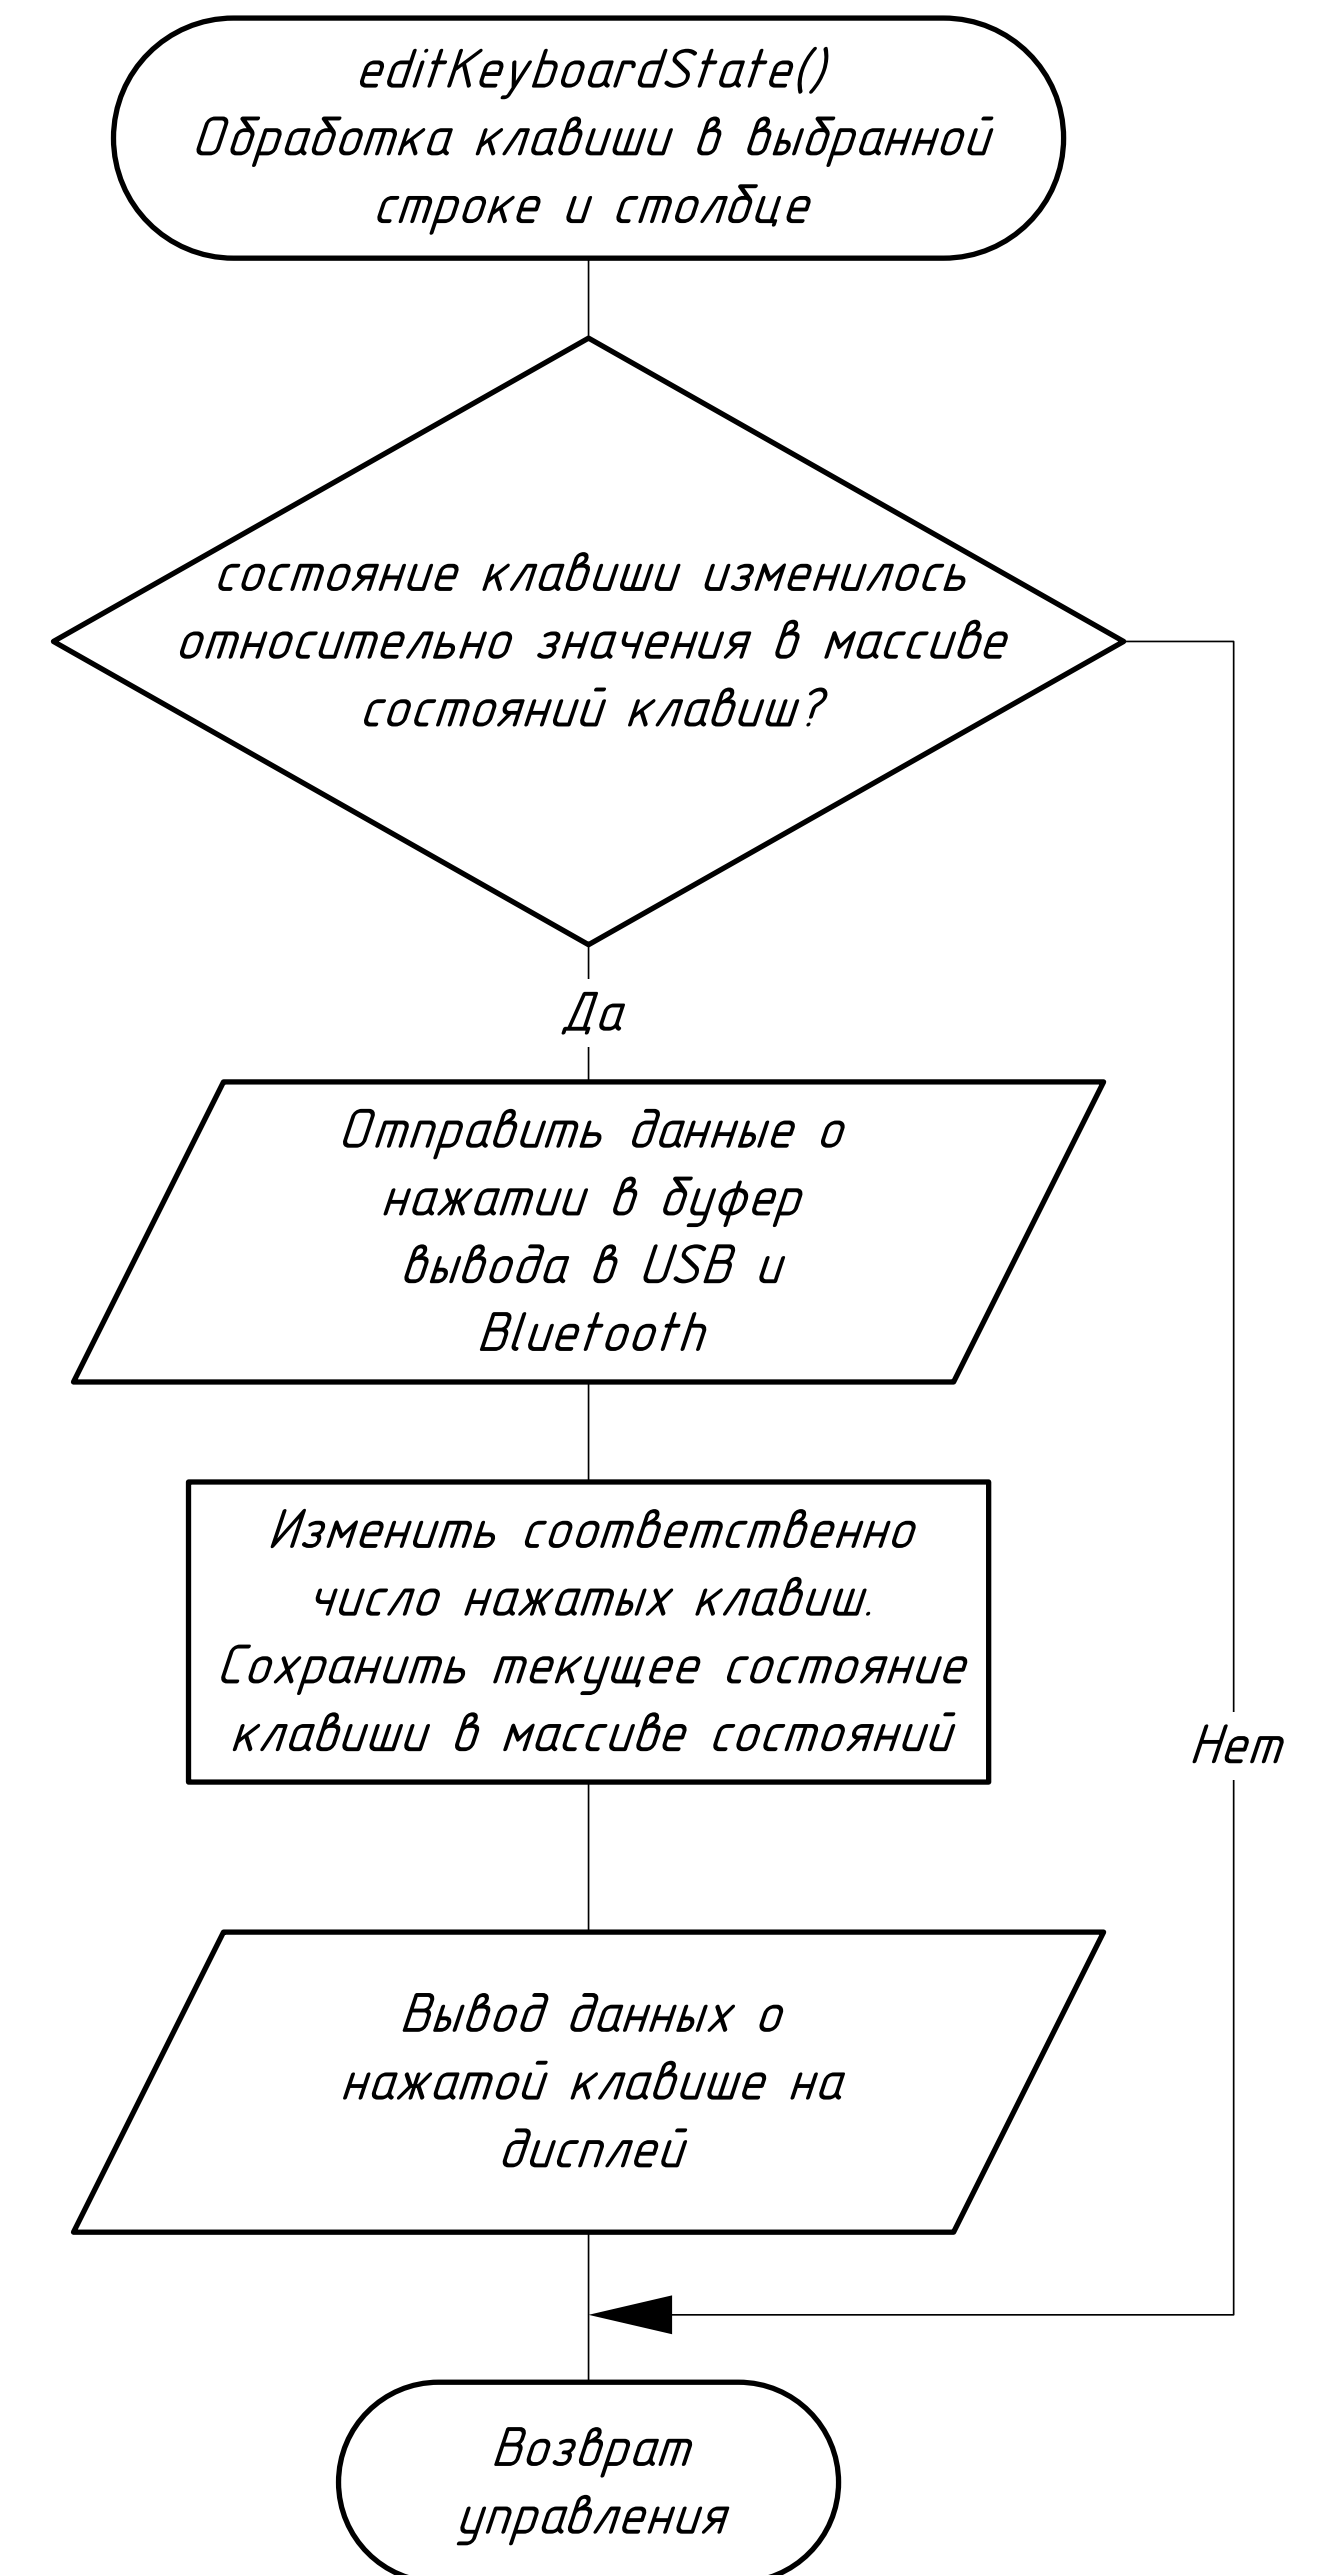 editKeyboardState()
Обработка клавиши в выбранной
строке и столбце
состояние клавиши изменилось
относительно значения в массиве
состояний клавиш?
Да
Отправить данные о
нажатии в буфер
вывода в USB и
Bluetooth
Изменить соответственно
число нажатых клавиш.
Сохранить текущее состояние
клавиши в массиве состояний
Нет
Вывод данных о
нажатой клавише на
дисплей
Возврат
управления